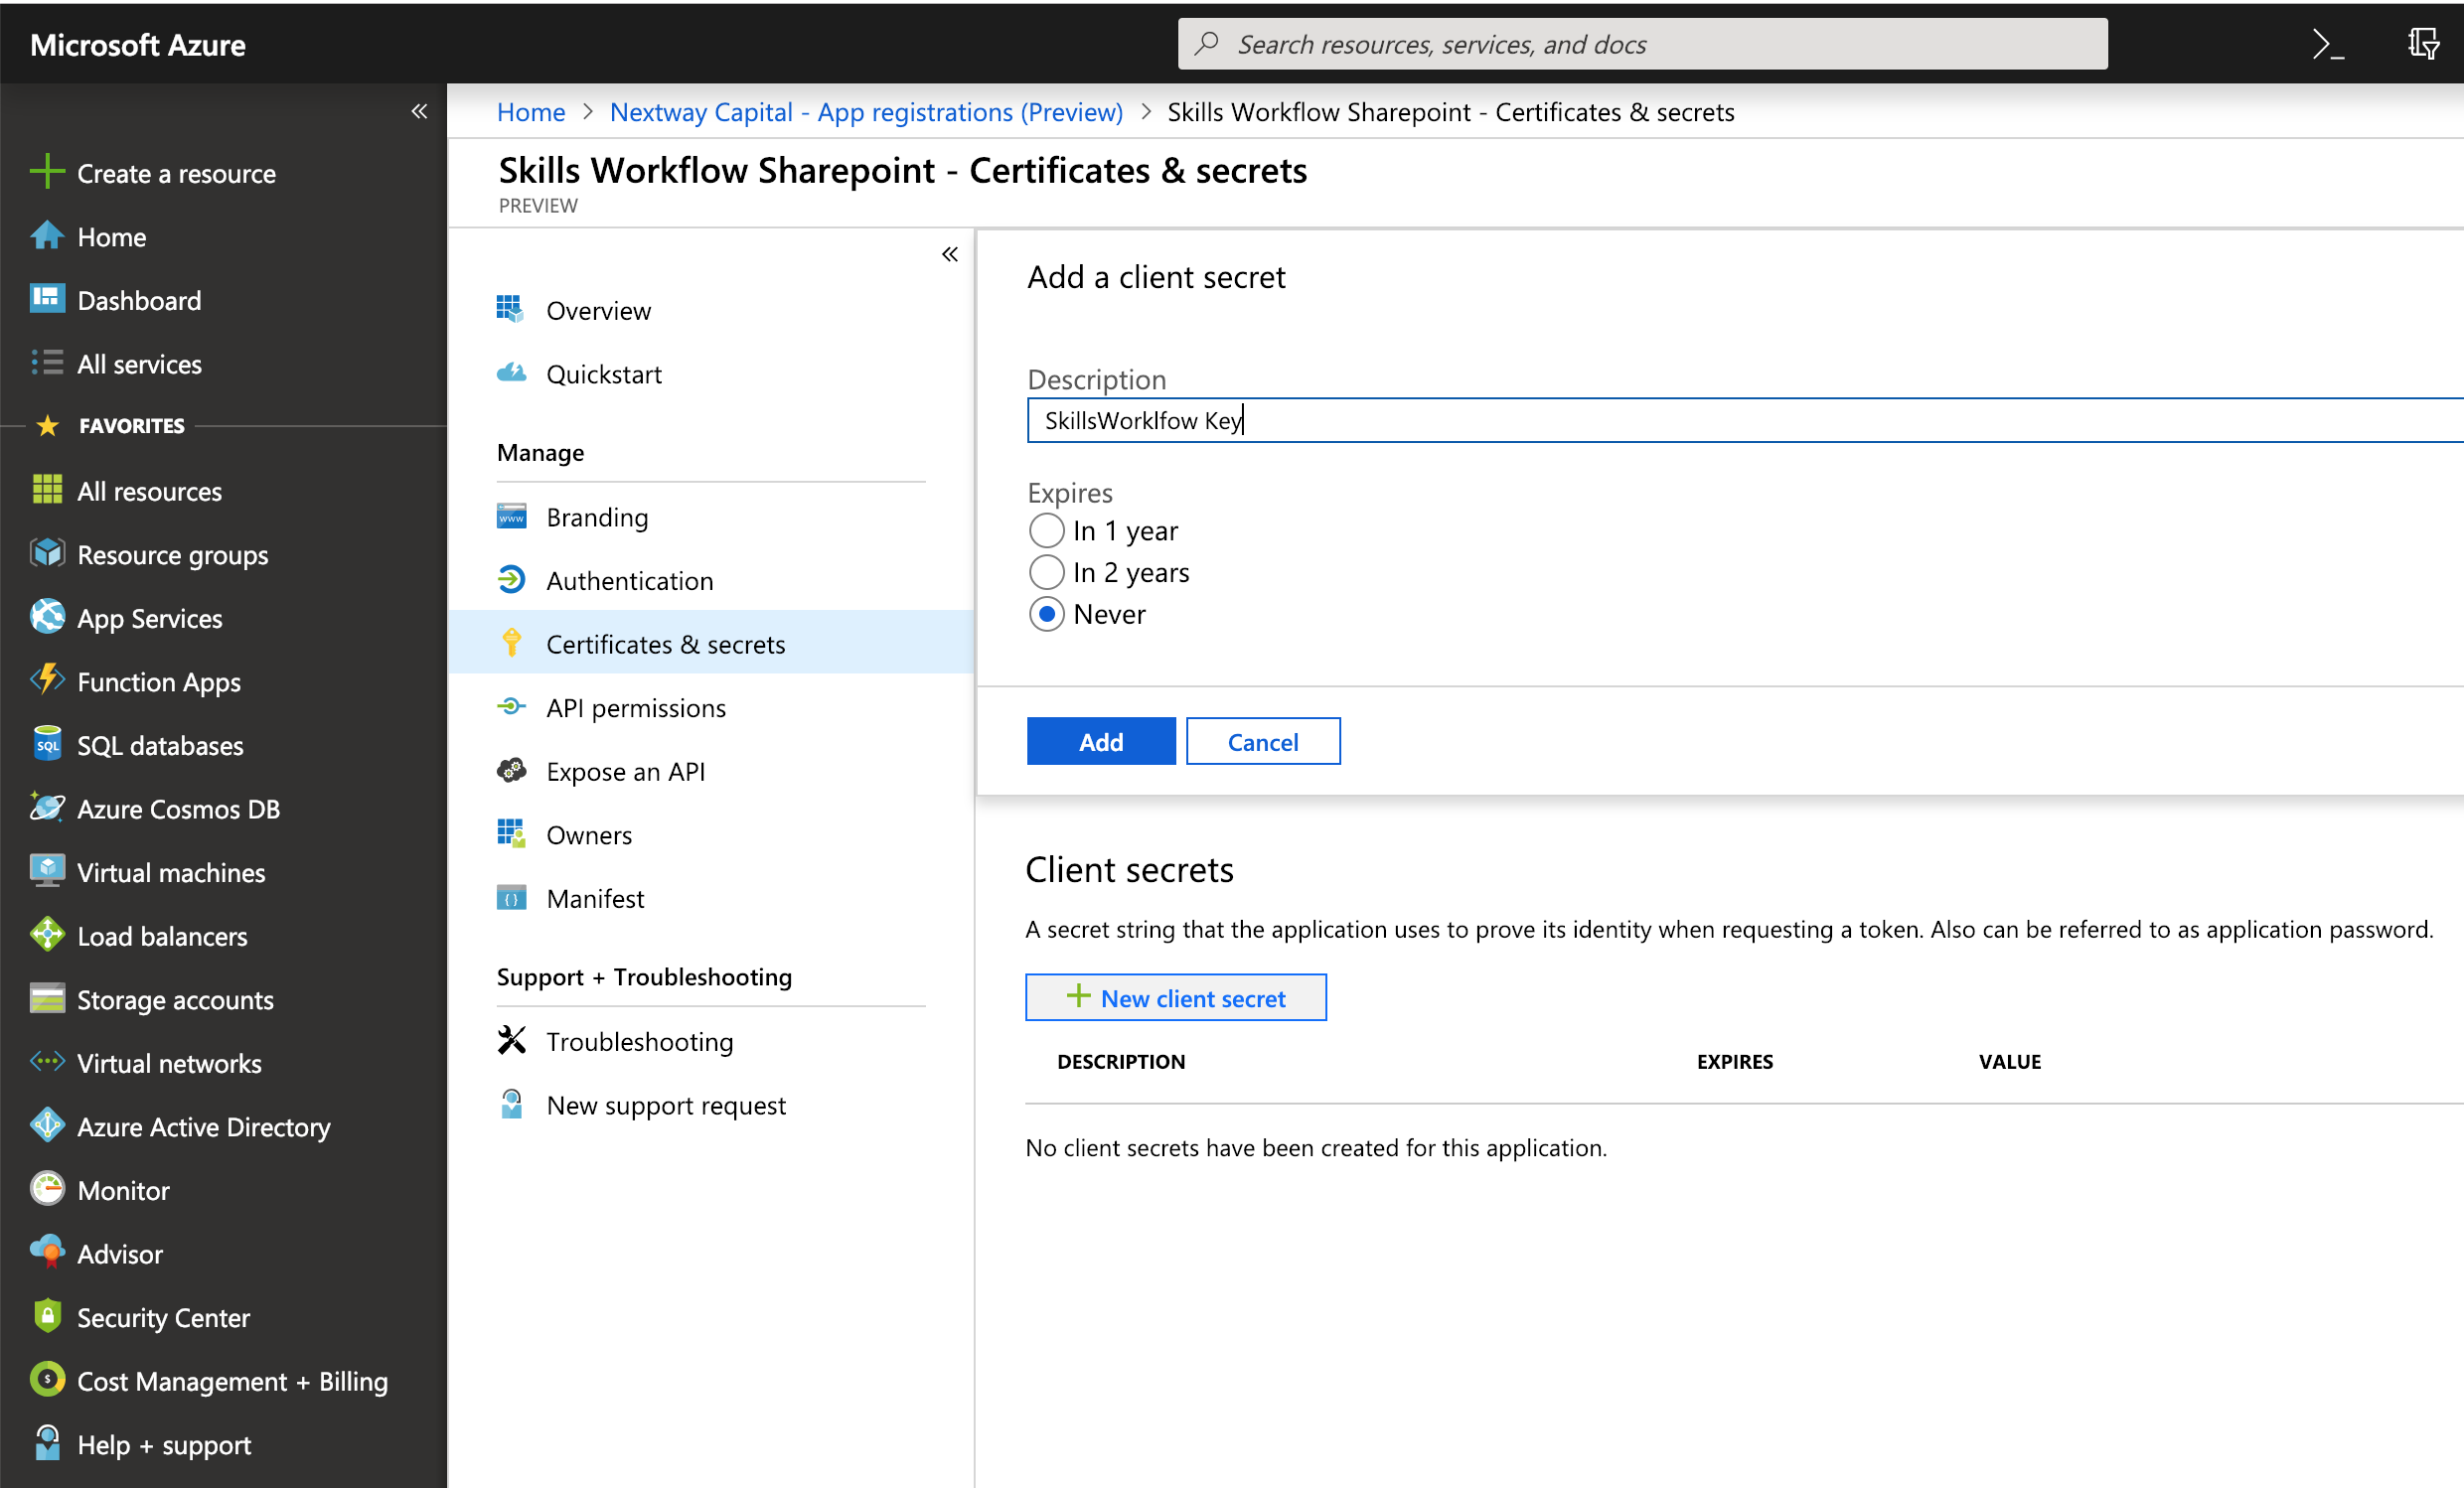 Microsoft Azure
Search resources, services, and docs
Create a resource
Home
Dashboard
All services
FAVORITES
All resources
Resource groups
App Services
Function Apps
SQL databases
Azure Cosmos DB
Virtual machines
Load balancers
Storage accounts
Virtual networks
Azure Active Directory
Monitor
Advisor
Security Center
Cost Management + Billing
Help + support
Home > Nextway Capital - App registrations (Preview) > Skills Workflow Sharepoint - Certificates & secrets
Skills Workflow Sharepoint - Certificates & secrets
PREVIEW
Overview
Quickstart
Manage
Branding
Authentication
Certificates & secrets
API permissions
Expose an API
Owners
Manifest
Support + Troubleshooting
Troubleshooting
New support request
Add a client secret
Description
SkillsWorklfow Key
Expires
In 1 year
In 2 years
Never
Add Cancel
Client secrets
A secret string that the application uses to prove its identity when requesting a token. Also can be referred to as application password.
New client secret
DESCRIPTION EXPIRES VALUE
No client secrets have been created for this application.